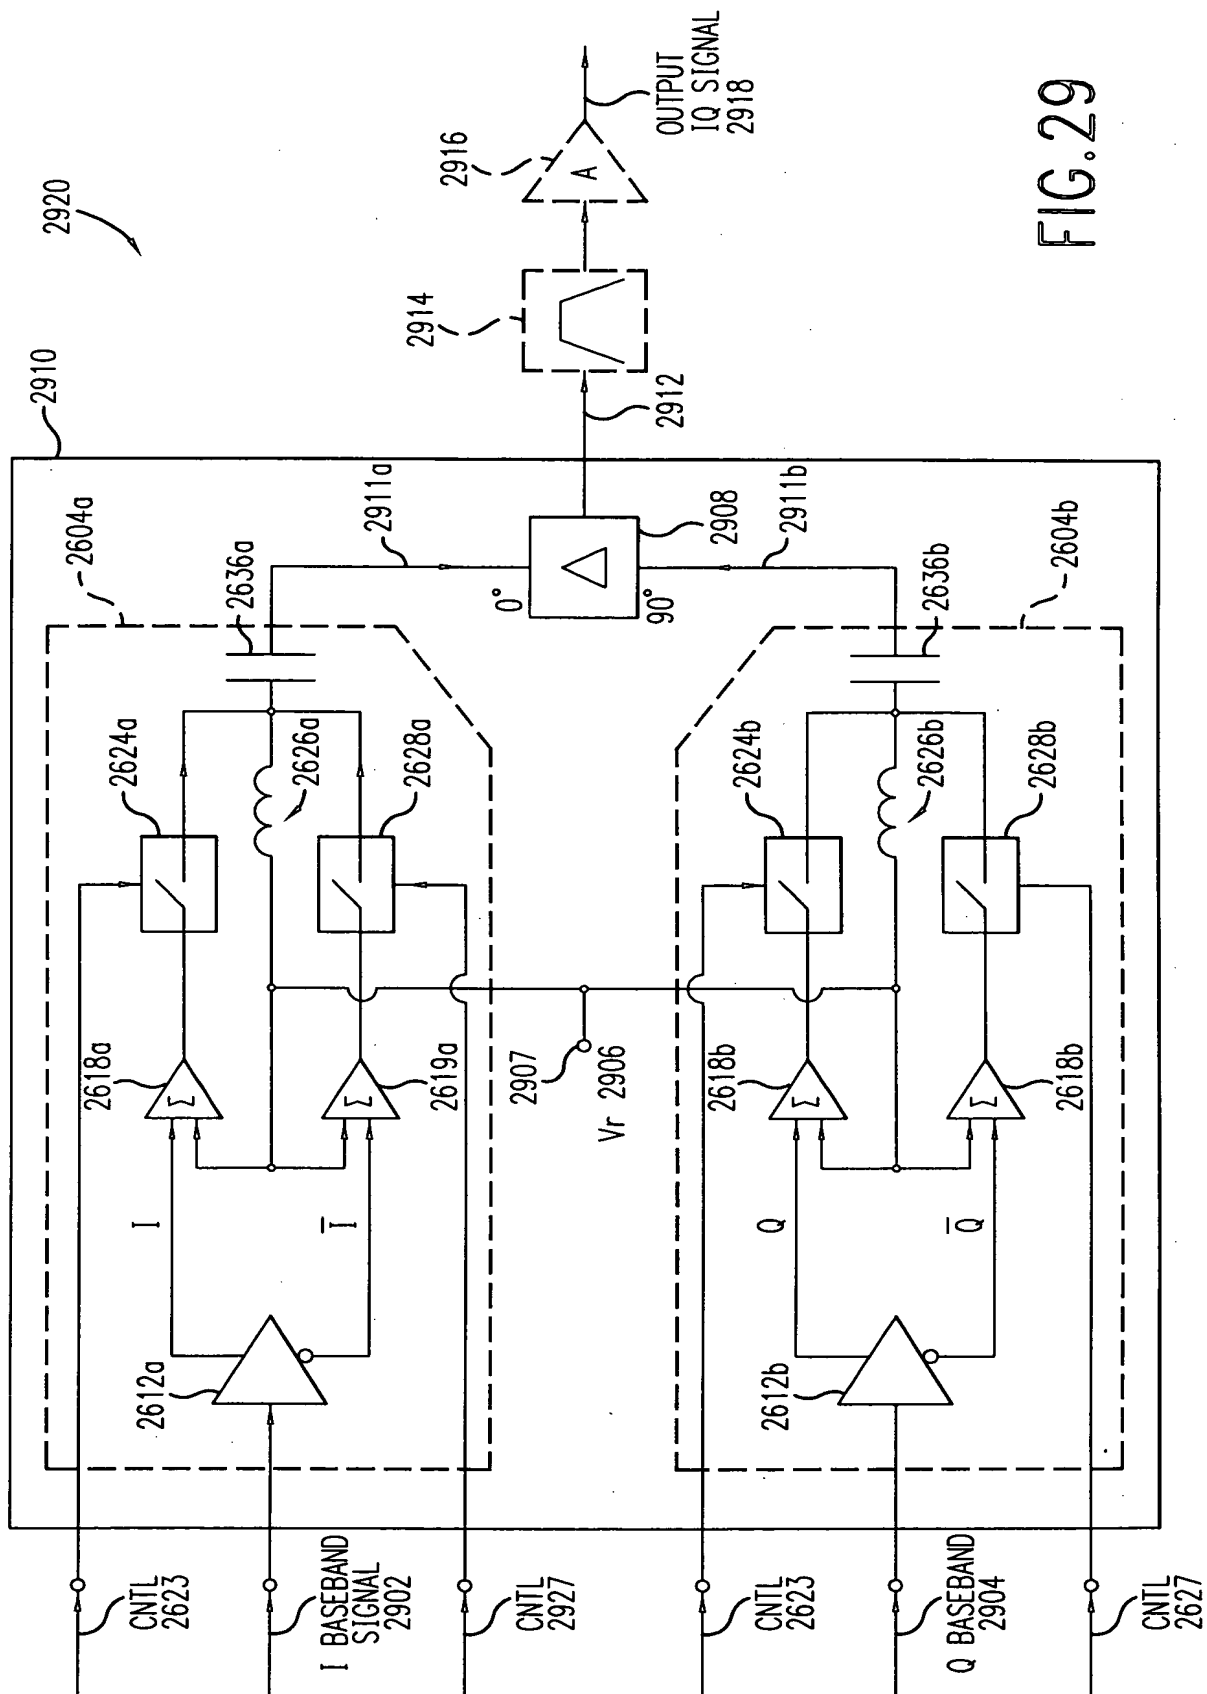 2920
2910
2604a
2636a
2624a
2626a
2628a
2618a
2619a
I
I̅
2612a
CNTL
2623
I BASEBAND
SIGNAL
2902
CNTL
2927
2911a
0°
90°
2908
2911b
2912
2914
2916
A
OUTPUT
IQ SIGNAL
2918
2907
Vr 2906
Σ
Σ
2604b
2636b
2624b
2626b
2628b
2618b
2618b
Σ
Σ
Q
Q̅
2612b
CNTL
2623
Q BASEBAND
2904
CNTL
2627
FIG.29